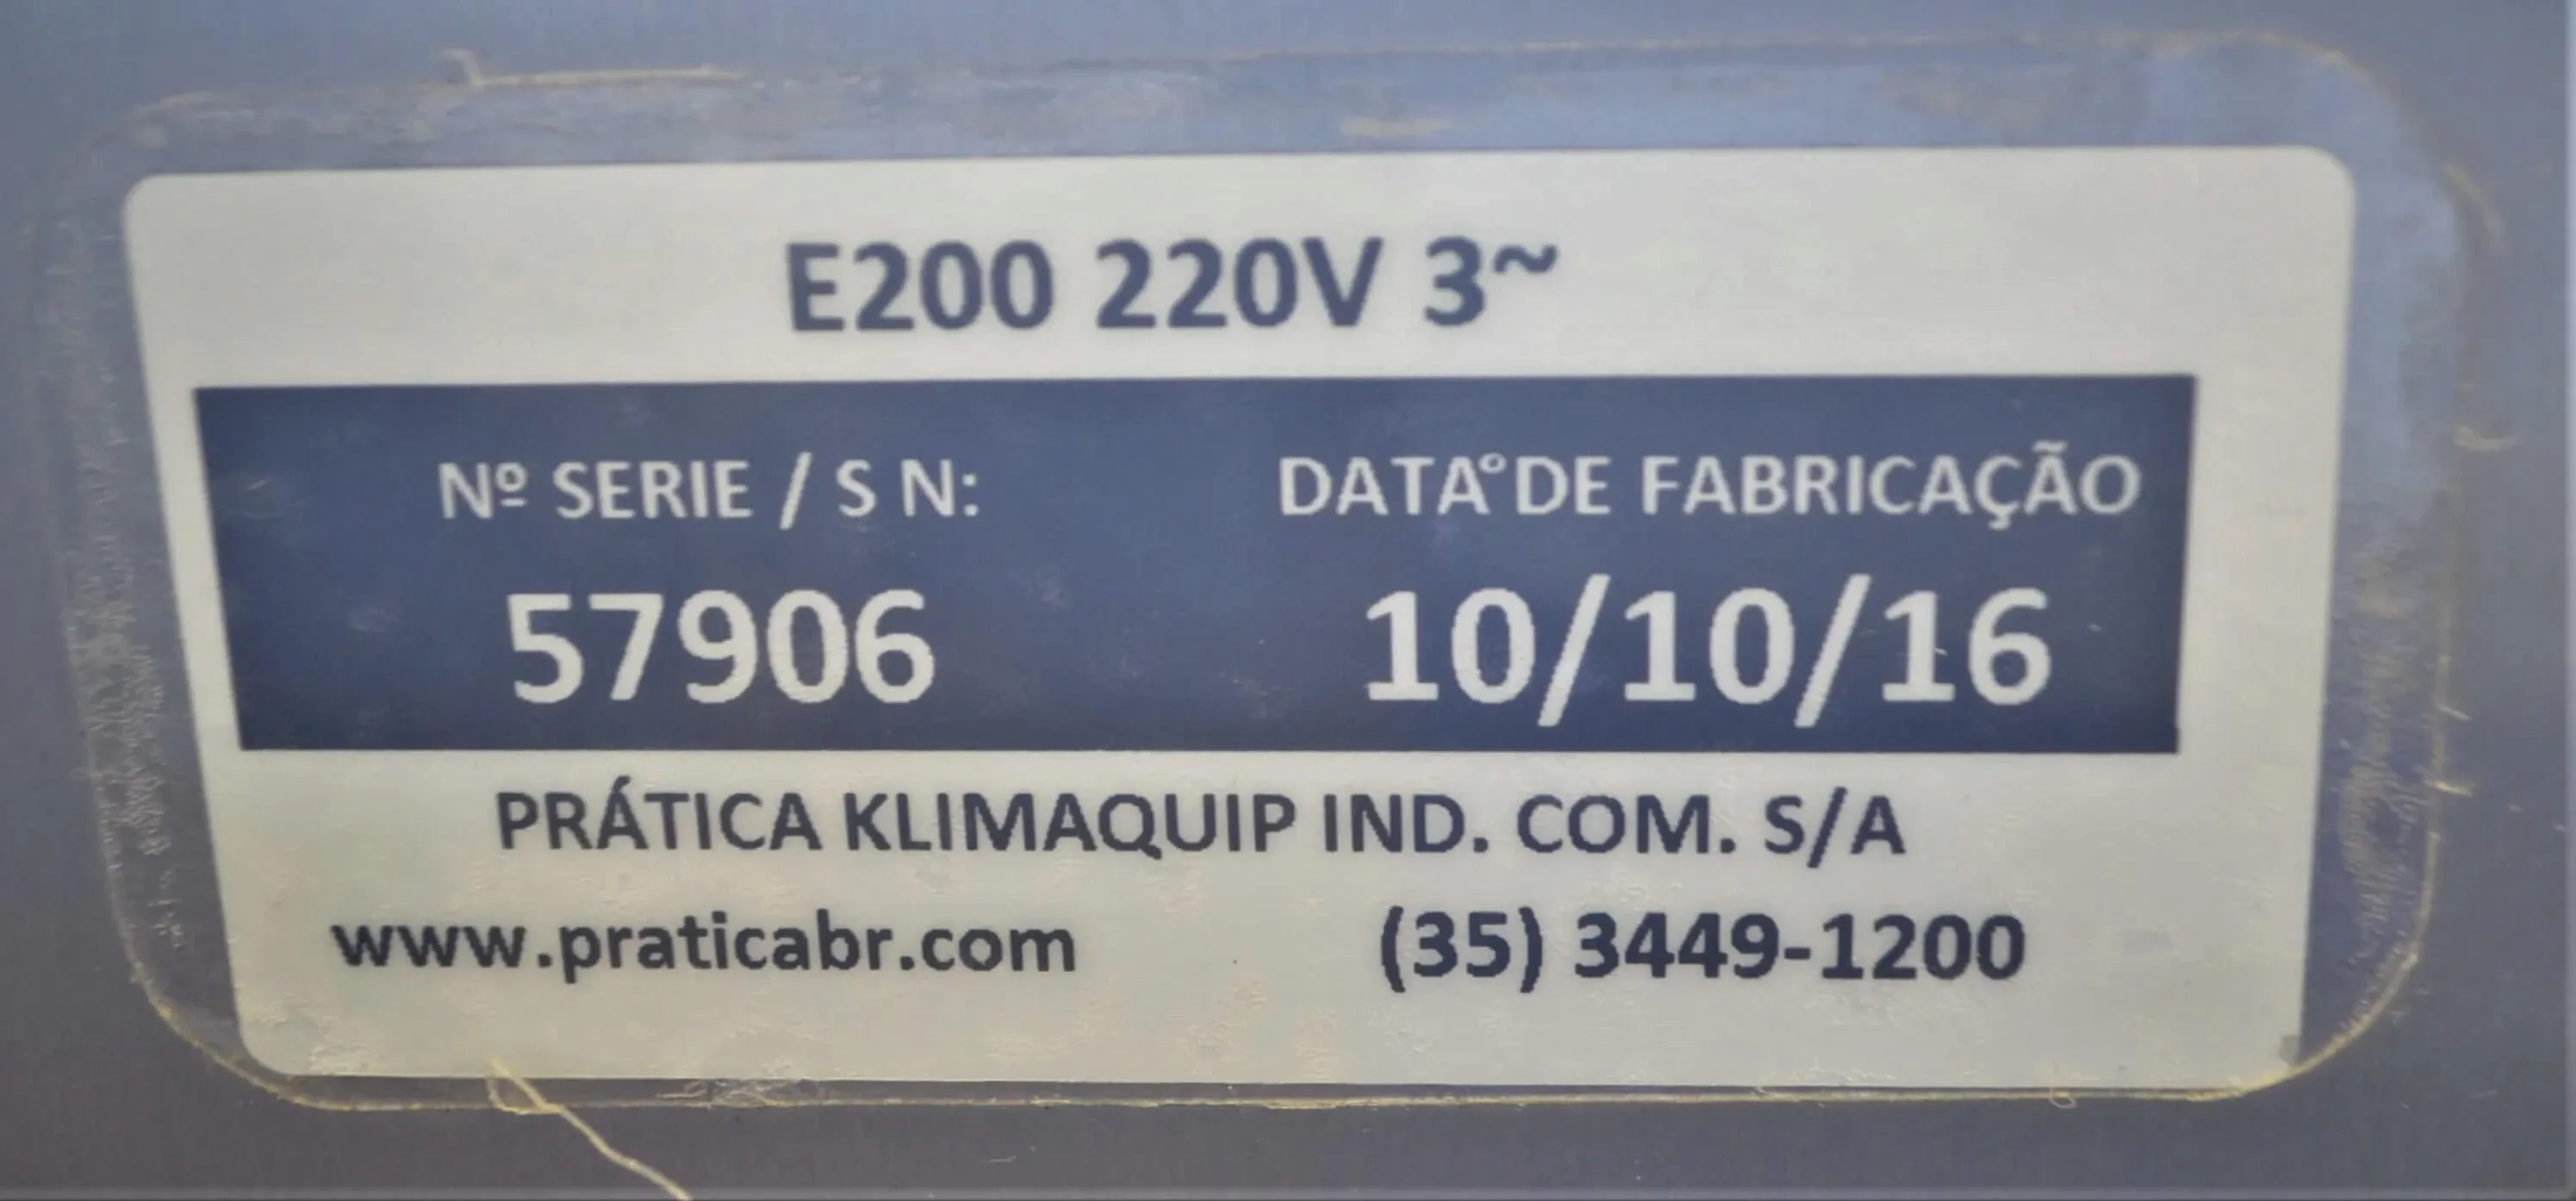 E200 220V 3~
Nº SERIE / S N: DATA°DE FABRICAÇÃO
57906 10/10/16
PRÁTICA KLIMAQUIP IND. COM. S/A
www.praticabr.com (35) 3449-1200